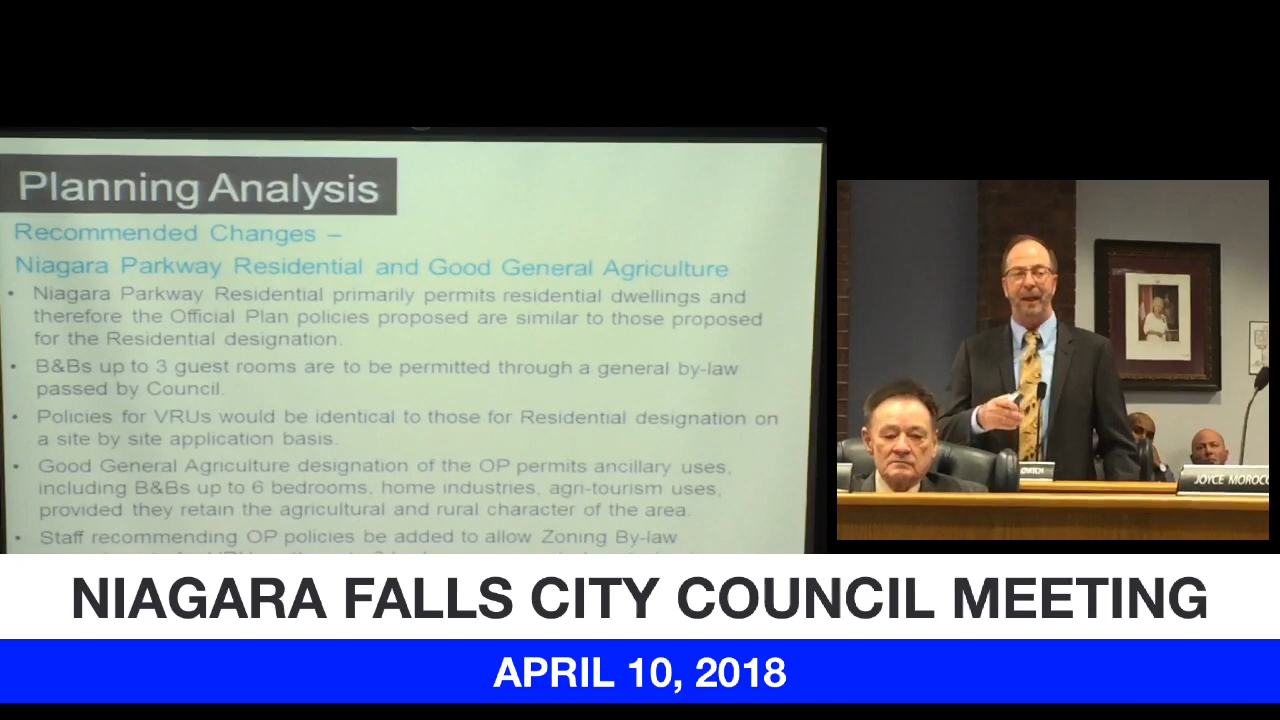 Planning Analysis
Recommended Changes –
Niagara Parkway Residential and Good General Agriculture
• Niagara Parkway Residential primarily permits residential dwellings and
therefore the Official Plan policies proposed are similar to those proposed
for the Residential designation.
• B&Bs up to 3 guest rooms are to be permitted through a general by-law
passed by Council.
• Policies for VRUs would be identical to those for Residential designation on
a site by site application basis.
• Good General Agriculture designation of the OP permits ancillary uses,
including B&Bs up to 6 bedrooms, home industries, agri-tourism uses,
provided they retain the agricultural and rural character of the area.
• Staff recommending OP policies be added to allow Zoning By-law
JOYCE MOROCO
NIAGARA FALLS CITY COUNCIL MEETING
APRIL 10, 2018